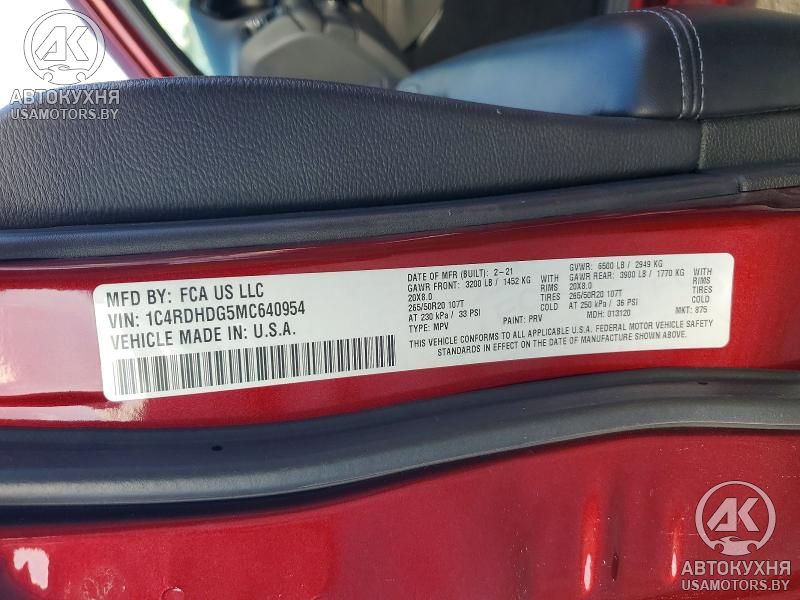 АК
АВТОКУХНЯ
USAMOTORS.BY
MFD BY: FCA US LLC
VIN: 1C4RDHDG5MC640954
VEHICLE MADE IN U.S.A.
DATE OF MFR (BUILT): 2-21
GAWR FRONT: 3200 LB / 1452 KG WITH
20X8.0 RIMS
265/50R20 107T TIRES
AT 230 kPa / 33 PSI COLD
TYPE: MPV PAINT: PRV
GVWR: 6500 LB / 2949 KG
GAWR REAR: 3900 LB / 1770 KG WITH
20X8.0 RIMS
265/50R20 107T TIRES
AT 250 kPa / 36 PSI COLD
MDH: 013120 MKT: 875
THIS VEHICLE CONFORMS TO ALL APPLICABLE U.S.A. FEDERAL MOTOR VEHICLE SAFETY
STANDARDS IN EFFECT ON THE DATE OF MANUFACTURE SHOWN ABOVE.
АК
АВТОКУХНЯ
USAMOTORS.BY